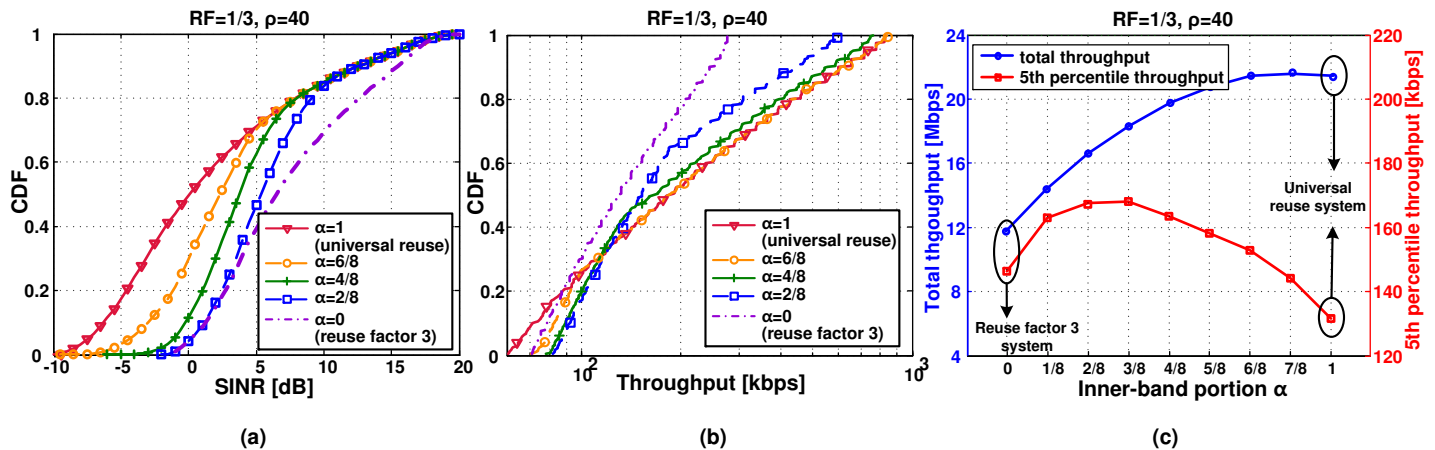 RF=1/3, ρ=40
1
0.8
0.6
0.4
0.2
0
CDF
-10
-5
0
5
10
15
20
SINR [dB]
α=1
(universal reuse)
α=6/8
α=4/8
α=2/8
α=0
(reuse factor 3)
(a)
RF=1/3, ρ=40
1
0.8
0.6
0.4
0.2
0
CDF
10²
10³
Throughput [kbps]
α=1
(universal reuse)
α=6/8
α=4/8
α=2/8
α=0
(reuse factor 3)
(b)
RF=1/3, ρ=40
24
20
16
12
8
4
Total thgoughput [Mbps]
220
200
180
160
140
120
5th percentile throughput [kbps]
total throughput
5th percentile throughput
Universal
reuse system
Reuse factor 3
system
0
1/8
2/8
3/8
4/8
5/8
6/8
7/8
1
Inner-band portion α
(c)